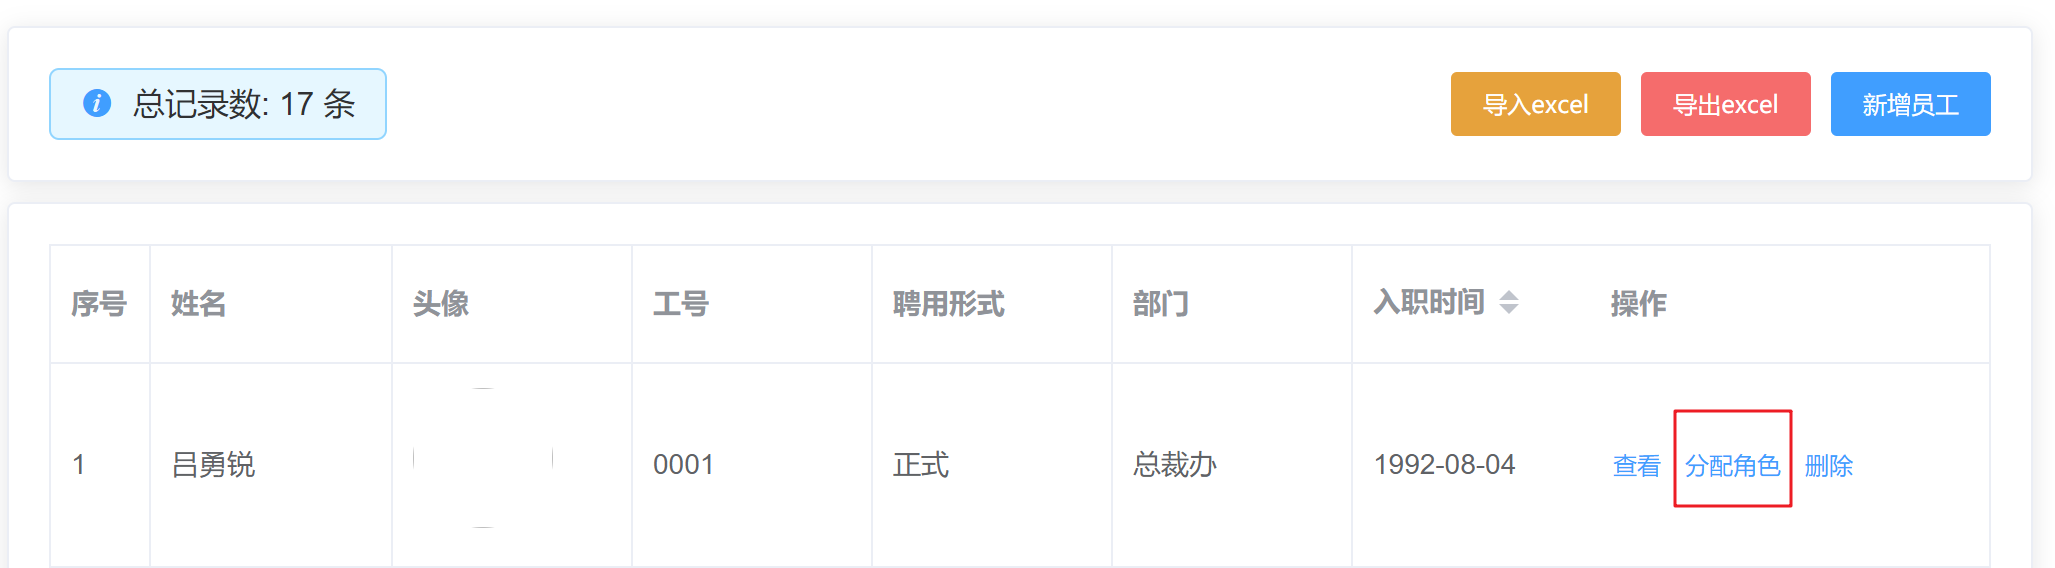 总记录数: 17 条
导入excel 导出excel 新增员工
序号 姓名 头像 工号 聘用形式 部门 入职时间 操作
1 吕勇锐 0001 正式 总裁办 1992-08-04 查看 分配角色 删除